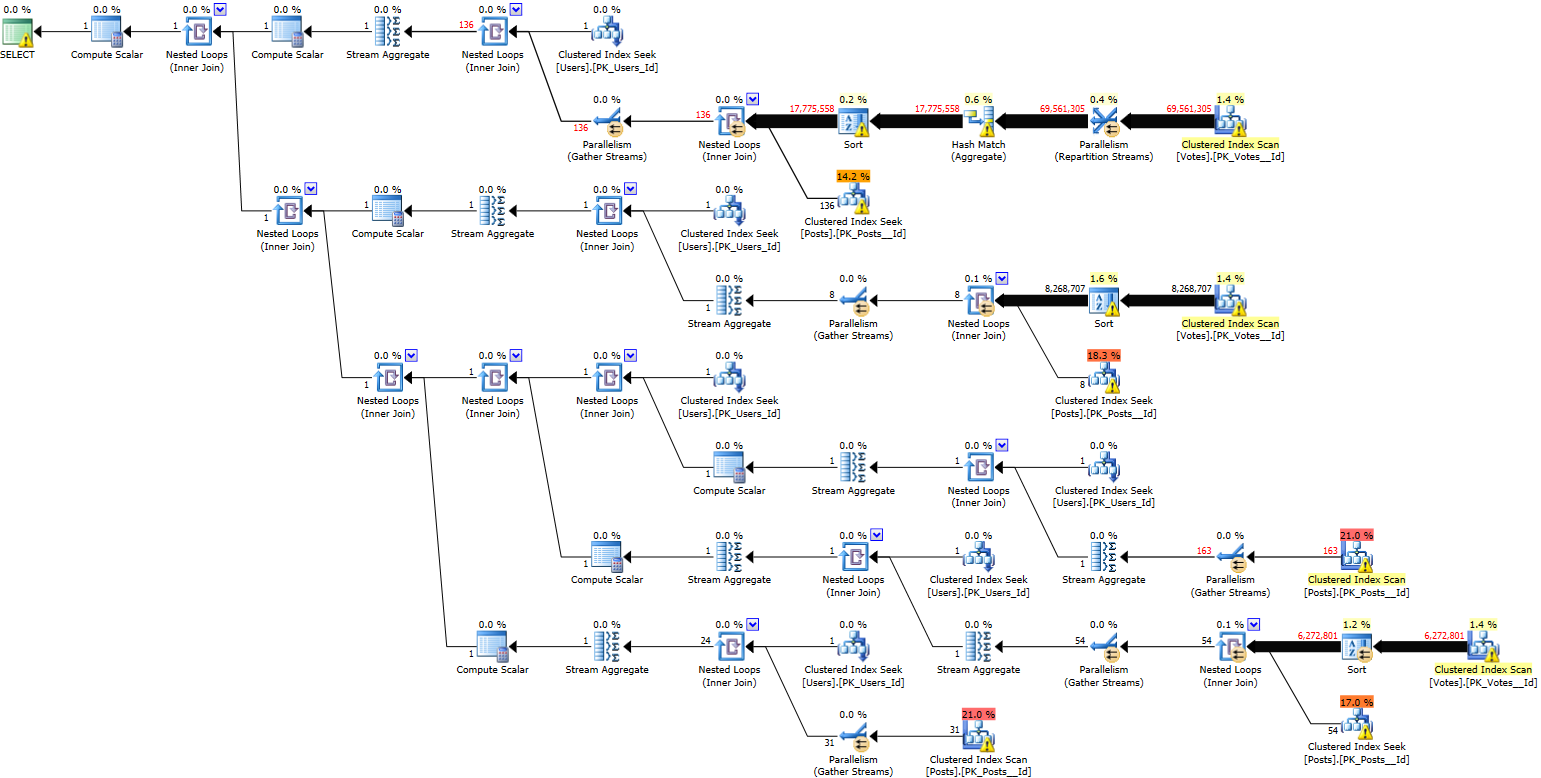 0.0 % 0.0 % 0.0 % 0.0 % 0.0 % 0.0 % 0.0 %
1 1 1 1 136 1
SELECT Compute Scalar Nested Loops Compute Scalar Stream Aggregate Nested Loops Clustered Index Seek
(Inner Join) (Inner Join) [Users].[PK_Users_Id]
0.0 % 0.0 % 0.2 % 0.6 % 0.4 % 1.4 %
136 136 17,775,558 17,775,558 69,561,305 69,561,305
Parallelism Nested Loops Sort Hash Match Parallelism Clustered Index Scan
(Gather Streams) (Inner Join) (Aggregate) (Repartition Streams) [Votes].[PK_Votes__Id]
14.2 %
136
Clustered Index Seek
[Posts].[PK_Posts__Id]
0.0 % 0.0 % 0.0 % 0.0 % 0.0 %
1 1 1 1 1
Nested Loops Compute Scalar Stream Aggregate Nested Loops Clustered Index Seek
(Inner Join) (Inner Join) [Users].[PK_Users_Id]
0.0 % 0.0 % 0.1 % 1.6 % 1.4 %
1 8 8 8,268,707 8,268,707
Stream Aggregate Parallelism Nested Loops Sort Clustered Index Scan
(Gather Streams) (Inner Join) [Votes].[PK_Votes__Id]
18.3 %
8
Clustered Index Seek
[Posts].[PK_Posts__Id]
0.0 % 0.0 % 0.0 % 0.0 %
1 1 1 1
Nested Loops Nested Loops Nested Loops Clustered Index Seek
(Inner Join) (Inner Join) (Inner Join) [Users].[PK_Users_Id]
0.0 % 0.0 % 0.0 % 0.0 %
1 1 1 1
Compute Scalar Stream Aggregate Nested Loops Clustered Index Seek
(Inner Join) [Users].[PK_Users_Id]
0.0 % 0.0 % 0.0 % 0.0 % 0.0 % 0.0 % 21.0 %
1 1 1 1 1 163 163
Compute Scalar Stream Aggregate Nested Loops Clustered Index Seek Stream Aggregate Parallelism Clustered Index Scan
(Inner Join) [Users].[PK_Users_Id] (Gather Streams) [Posts].[PK_Posts__Id]
0.0 % 0.0 % 0.0 % 0.0 % 0.0 % 0.0 % 0.1 % 1.2 % 1.4 %
1 1 24 1 1 54 54 6,272,801 6,272,801
Compute Scalar Stream Aggregate Nested Loops Clustered Index Seek Stream Aggregate Parallelism Nested Loops Sort Clustered Index Scan
(Inner Join) [Users].[PK_Users_Id] (Gather Streams) (Inner Join) [Votes].[PK_Votes__Id]
0.0 % 21.0 % 17.0 %
31 31 54
Parallelism Clustered Index Scan Clustered Index Seek
(Gather Streams) [Posts].[PK_Posts__Id] [Posts].[PK_Posts__Id]